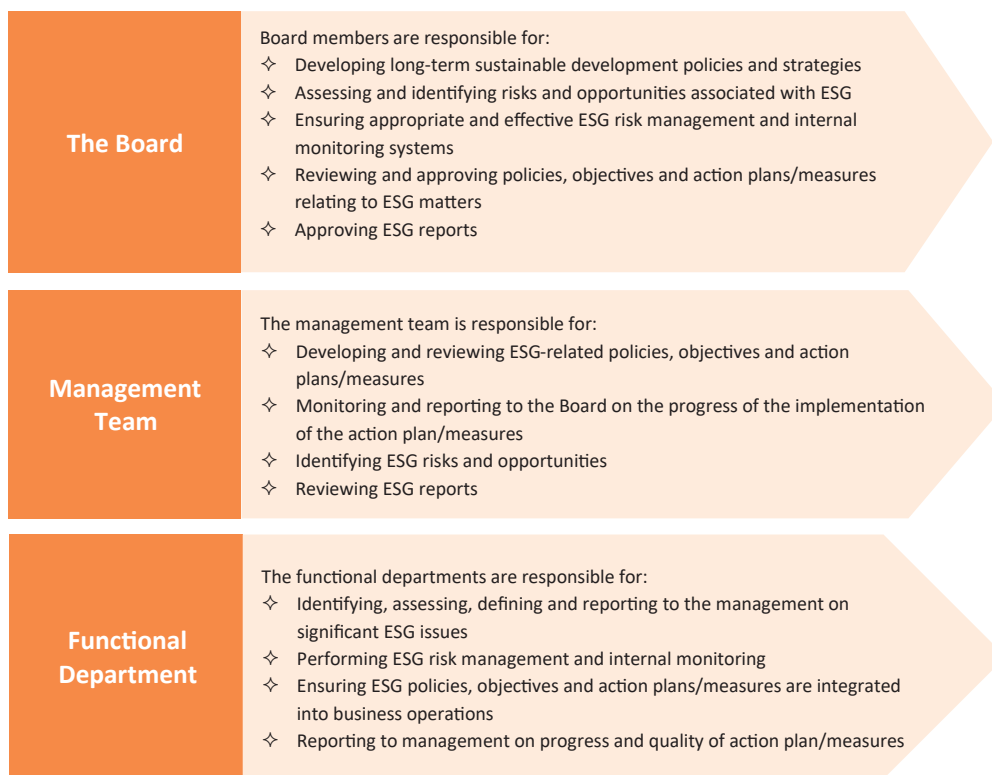 The Board
Board members are responsible for:
✧ Developing long-term sustainable development policies and strategies
✧ Assessing and identifying risks and opportunities associated with ESG
✧ Ensuring appropriate and effective ESG risk management and internal
monitoring systems
✧ Reviewing and approving policies, objectives and action plans/measures
relating to ESG matters
✧ Approving ESG reports
Management
Team
The management team is responsible for:
✧ Developing and reviewing ESG-related policies, objectives and action
plans/measures
✧ Monitoring and reporting to the Board on the progress of the implementation
of the action plan/measures
✧ Identifying ESG risks and opportunities
✧ Reviewing ESG reports
Functional
Department
The functional departments are responsible for:
✧ Identifying, assessing, defining and reporting to the management on
significant ESG issues
✧ Performing ESG risk management and internal monitoring
✧ Ensuring ESG policies, objectives and action plans/measures are integrated
into business operations
✧ Reporting to management on progress and quality of action plan/measures